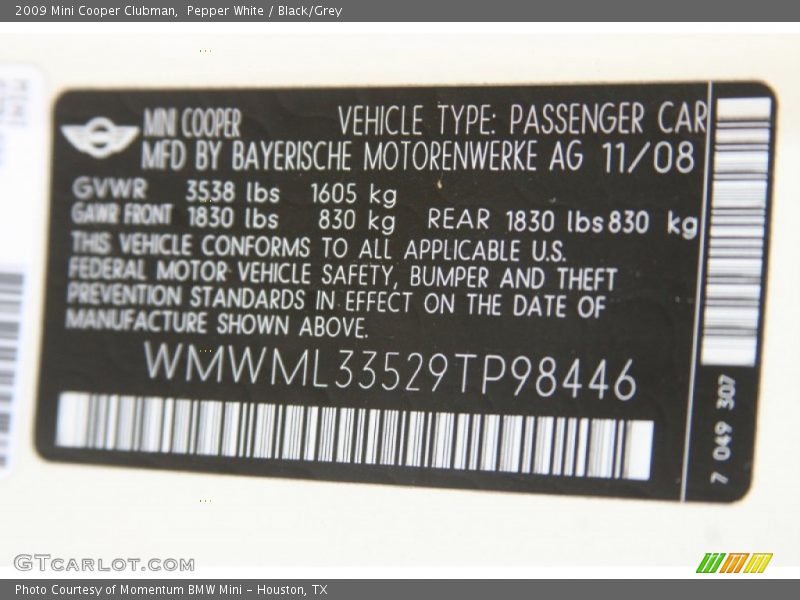 2009 Mini Cooper Clubman,  Pepper White / Black/Grey
MINI COOPER VEHICLE TYPE: PASSENGER CAR
MFD BY BAYERISCHE MOTORENWERKE AG 11/08
GVWR 3538 lbs 1605 kg
GAWR FRONT 1830 lbs 830 kg REAR 1830 lbs 830 kg
THIS VEHICLE CONFORMS TO ALL APPLICABLE U.S.
FEDERAL MOTOR VEHICLE SAFETY, BUMPER AND THEFT
PREVENTION STANDARDS IN EFFECT ON THE DATE OF
MANUFACTURE SHOWN ABOVE.
WMWML33529TP98446
7 049 307
GTCARLOT.COM
Photo Courtesy of Momentum BMW Mini - Houston, TX